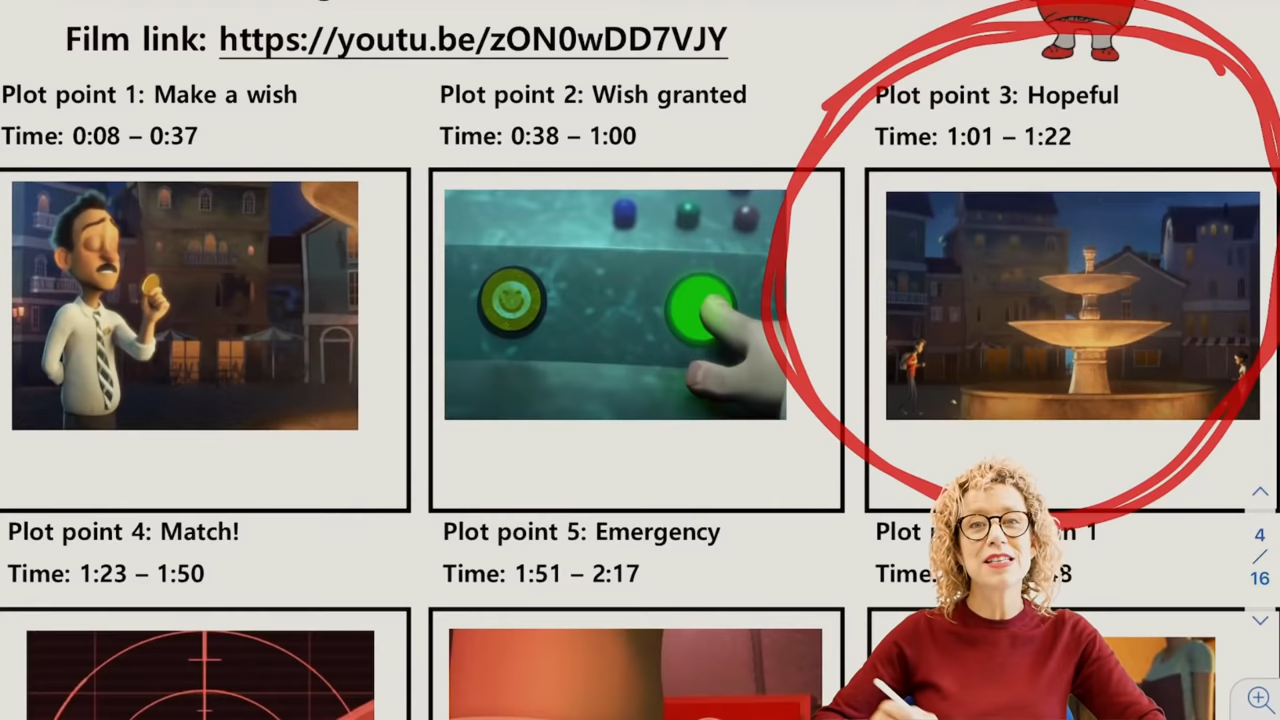 Film link: https://youtu.be/zON0wDD7VJY
Plot point 1: Make a wish
Time: 0:08 – 0:37
Plot point 2: Wish granted
Time: 0:38 – 1:00
Plot point 3: Hopeful
Time: 1:01 – 1:22
Plot point 4: Match!
Time: 1:23 – 1:50
Plot point 5: Emergency
Time: 1:51 – 2:17
Plot
1
Time:
8
4
/
16